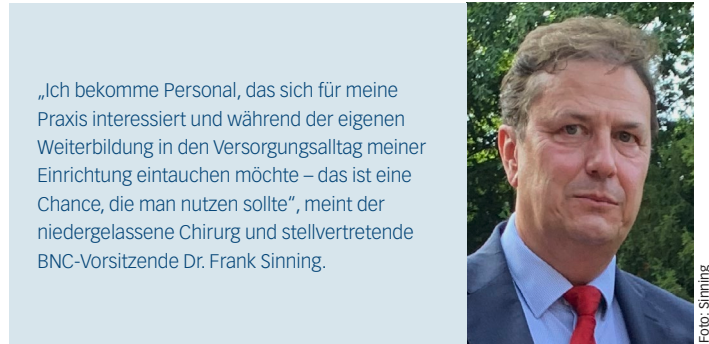 „Ich bekomme Personal, das sich für meine
Praxis interessiert und während der eigenen
Weiterbildung in den Versorgungsalltag meiner
Einrichtung eintauchen möchte – das ist eine
Chance, die man nutzen sollte“, meint der
niedergelassene Chirurg und stellvertretende
BNC-Vorsitzende Dr. Frank Sinning.
Foto: Sinning